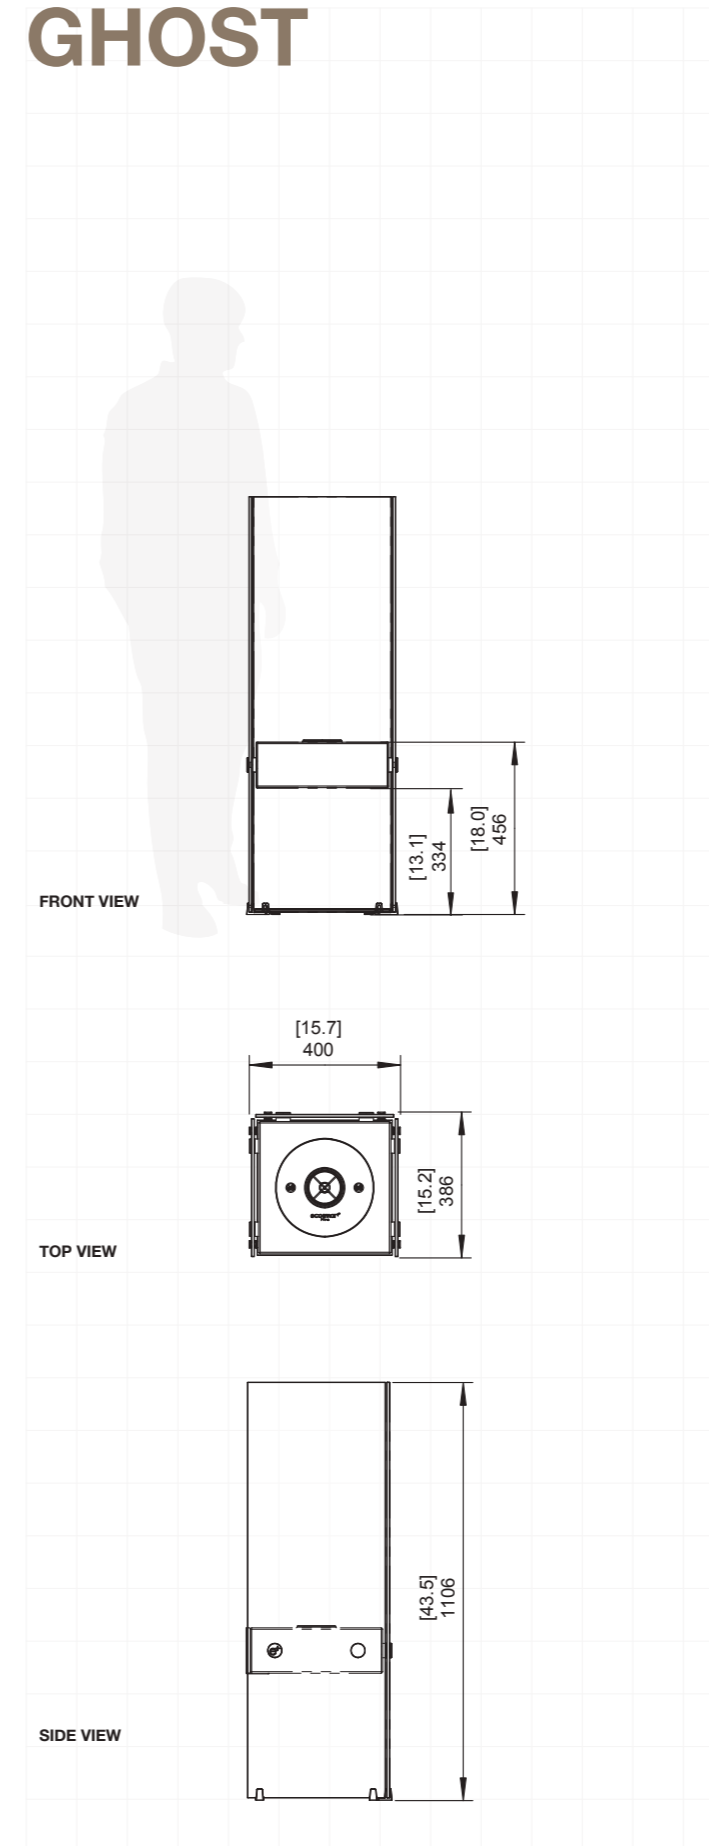 GHOST
[13.1]
334
[18.0]
456
FRONT VIEW
[15.7]
400
[15.2]
386
TOP VIEW
[43.5]
1106
SIDE VIEW